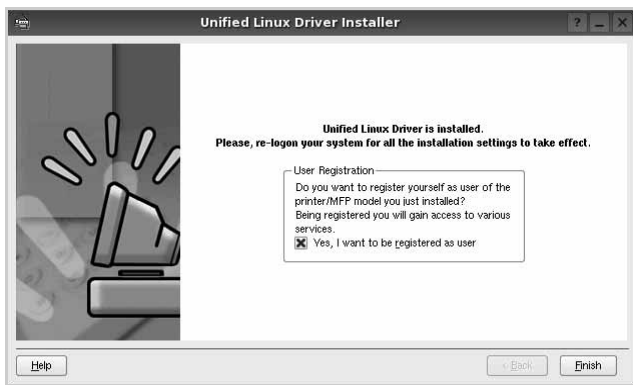 Unified Linux Driver Installer
Unified Linux Driver is installed.
Please, re-logon your system for all the installation settings to take effect.
User Registration
Do you want to register yourself as user of the
printer/MFP model you just installed?
Being registered you will gain access to various
services.
Yes, I want to be registered as user
Help
< Back
Finish